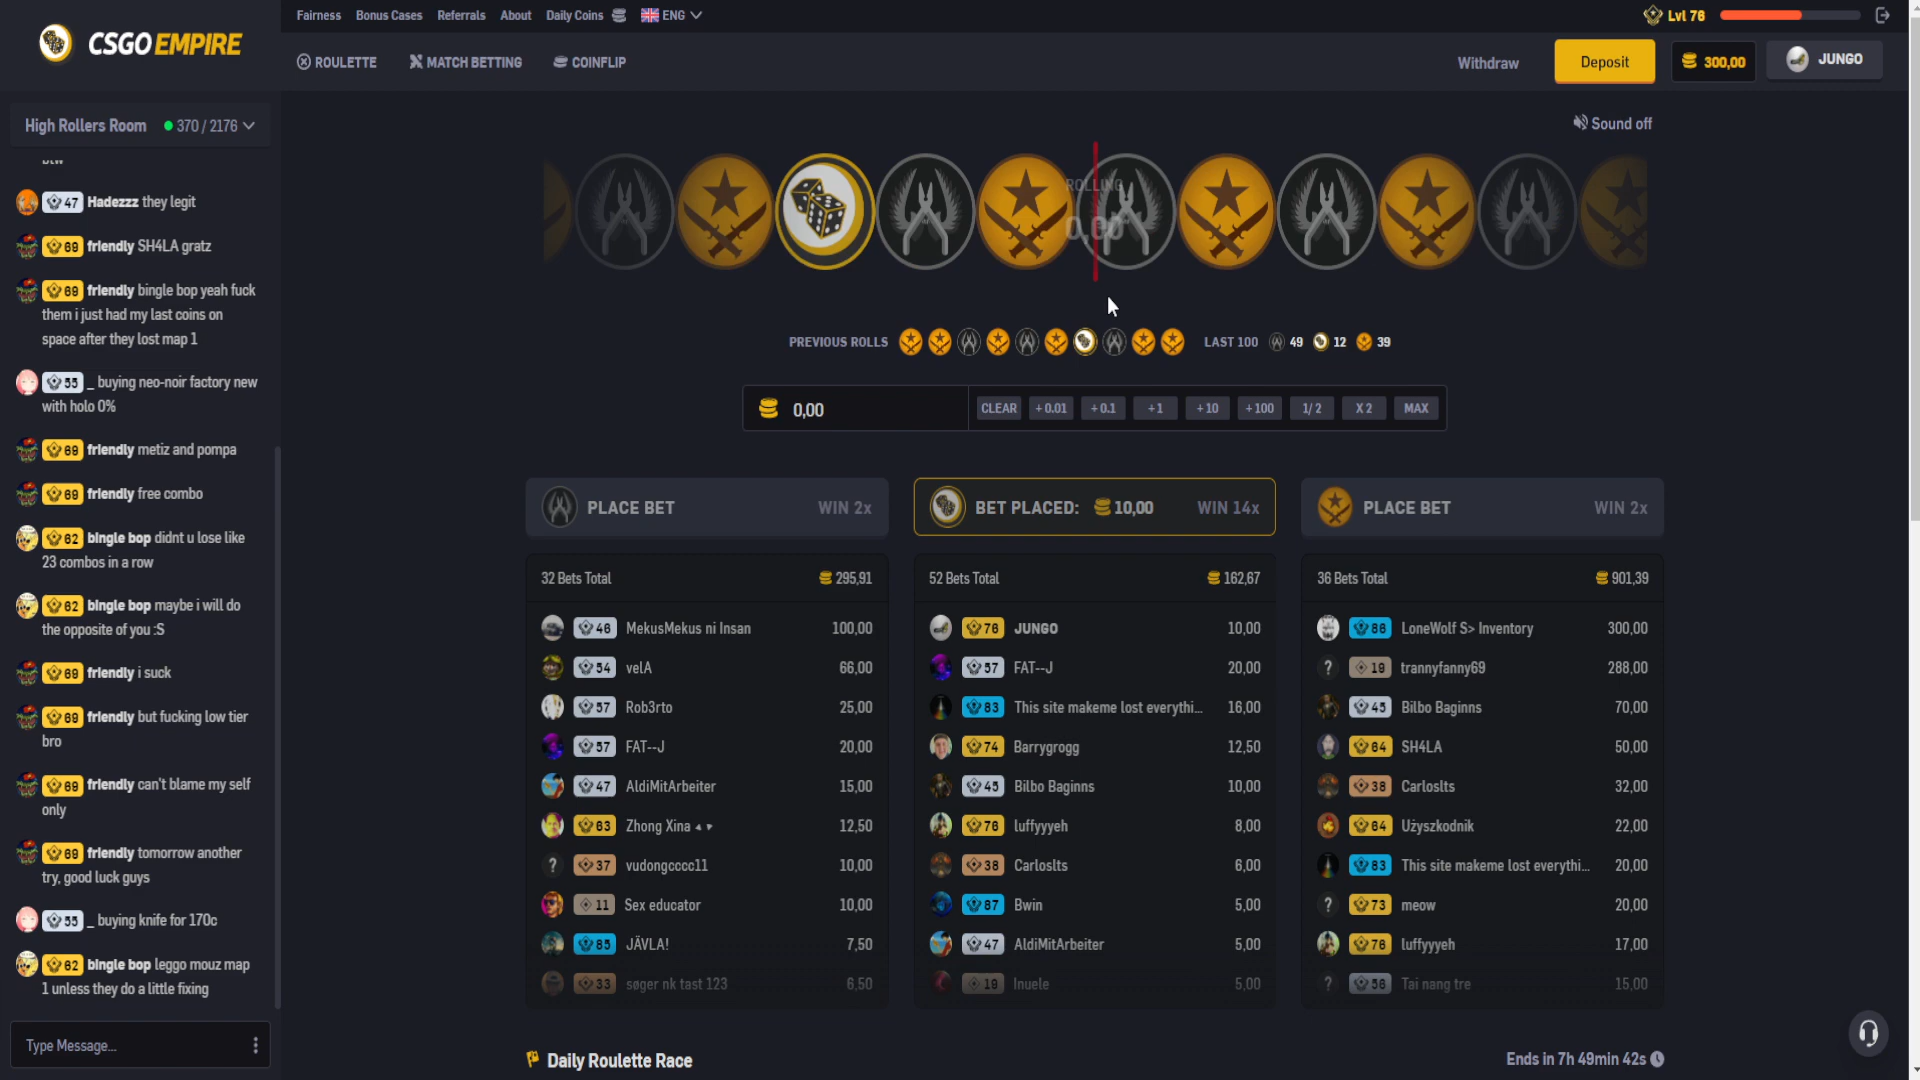 CSGOEMPIRE
Fairness Bonus Cases Referrals About Daily Coins ENG
Lvl 76
ROULETTE MATCH BETTING COINFLIP
Withdraw Deposit 300,00 JUNGO
High Rollers Room 370 / 2176
Sound off
btw
47 Hadezzz they legit
69 friendly SH4LA gratz
69 friendly bingle bop yeah fuck
them i just had my last coins on
space after they lost map 1
55 _ buying neo-noir factory new
with holo 0%
69 friendly metiz and pompa
69 friendly free combo
62 bingle bop didnt u lose like
23 combos in a row
62 bingle bop maybe i will do
the opposite of you :S
69 friendly i suck
69 friendly but fucking low tier
bro
69 friendly can't blame my self
only
69 friendly tomorrow another
try, good luck guys
55 _ buying knife for 170c
62 bingle bop leggo mouz map
1 unless they do a little fixing
Type Message...
ROLLING
0,00
PREVIOUS ROLLS LAST 100 49 12 39
0,00 CLEAR + 0.01 + 0.1 + 1 + 10 + 100 1/ 2 X 2 MAX
PLACE BET WIN 2x
32 Bets Total 295,91
46 MekusMekus ni Insan 100,00
54 velA 66,00
57 Rob3rto 25,00
57 FAT--J 20,00
47 AldiMitArbeiter 15,00
63 Zhong Xina 12,50
? 37 vudongcccc11 10,00
11 Sex educator 10,00
85 JÄVLA! 7,50
33 søger nk tast 123 6,50
BET PLACED: 10,00 WIN 14x
52 Bets Total 162,67
76 JUNGO 10,00
57 FAT--J 20,00
83 This site makeme lost everythi... 16,00
74 Barrygrogg 12,50
45 Bilbo Baginns 10,00
76 luffyyyeh 8,00
38 CarlosIts 6,00
87 Bwin 5,00
47 AldiMitArbeiter 5,00
19 Inuele 5,00
PLACE BET WIN 2x
36 Bets Total 901,39
86 LoneWolf S> Inventory 300,00
? 19 trannyfanny69 288,00
45 Bilbo Baginns 70,00
64 SH4LA 50,00
38 CarlosIts 32,00
64 Użyszkodnik 22,00
83 This site makeme lost everythi... 20,00
? 73 meow 20,00
76 luffyyyeh 17,00
? 56 Tai nang tre 15,00
Daily Roulette Race
Ends in 7h 49min 42s